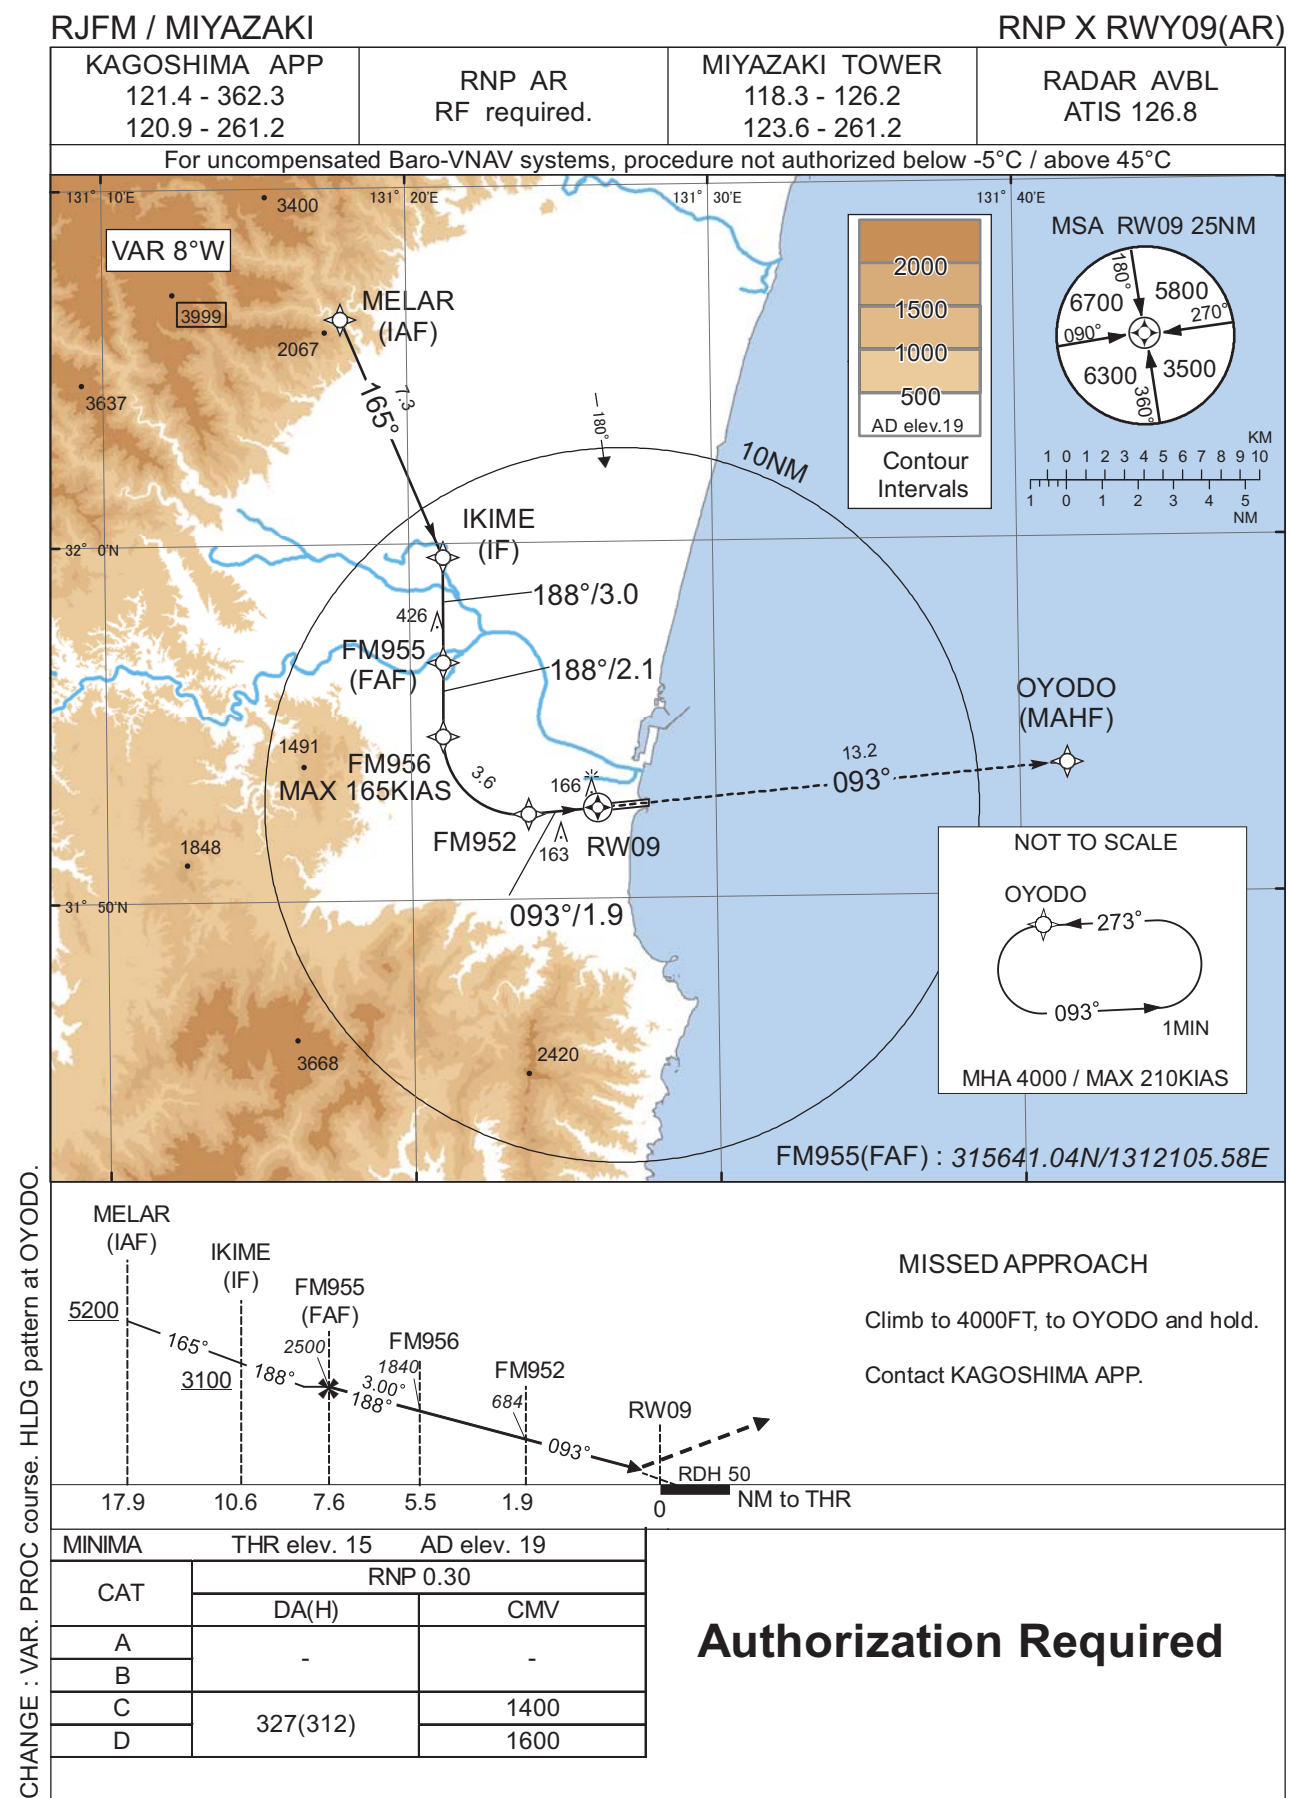 RJFM / MIYAZAKI
RNP X RWY09(AR)
KAGOSHIMA APP
121.4 - 362.3
120.9 - 261.2
RNP AR
RF required.
MIYAZAKI TOWER
118.3 - 126.2
123.6 - 261.2
RADAR AVBL
ATIS 126.8
For uncompensated Baro-VNAV systems, procedure not authorized below -5°C / above 45°C
131° 10'E
131° 20'E
131° 30'E
131° 40'E
3400
VAR 8°W
3999
2067
3637
MELAR
(IAF)
7.3
165°
180°
10NM
2000
1500
1000
500
AD elev.19
Contour
Intervals
MSA RW09 25NM
180°
6700
5800
270°
090°
6300
3500
360°
KM
1 0 1 2 3 4 5 6 7 8 9 10
1 0 1 2 3 4 5
NM
32° 0'N
IKIME
(IF)
188°/3.0
426
FM955
(FAF)
188°/2.1
1491
FM956
MAX 165KIAS
3.6
166
FM952
163
RW09
093°/1.9
1848
31° 50'N
13.2
093°
OYODO
(MAHF)
NOT TO SCALE
OYODO
273°
093°
1MIN
MHA 4000 / MAX 210KIAS
3668
2420
FM955(FAF) : 315641.04N/1312105.58E
MELAR
(IAF)
IKIME
(IF)
FM955
(FAF)
FM956
FM952
RW09
5200
165°
3100
188°
2500
1840
3.00°
188°
684
093°
RDH 50
17.9
10.6
7.6
5.5
1.9
0
NM to THR
MISSED APPROACH
Climb to 4000FT, to OYODO and hold.
Contact KAGOSHIMA APP.
MINIMA THR elev. 15 AD elev. 19
CAT
RNP 0.30
DA(H)
CMV
A
B
-
-
C
D
327(312)
1400
1600
Authorization Required
CHANGE : VAR. PROC course. HLDG pattern at OYODO.